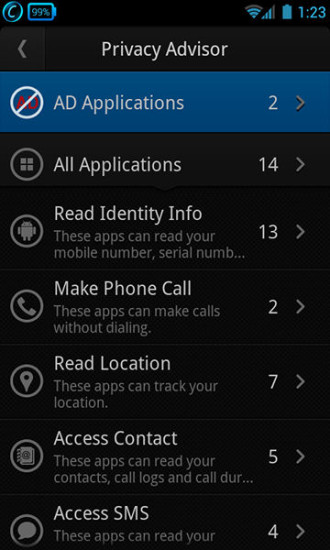 99%
1:23
Privacy Advisor
AD Applications 2
All Applications 14
Read Identity Info
These apps can read your
mobile number, serial numb...
13
Make Phone Call
These apps can make calls
without dialing.
2
Read Location
These apps can track your
location.
7
Access Contact
These apps can read your
contacts, call logs and call dur...
5
Access SMS
These apps can read your
4